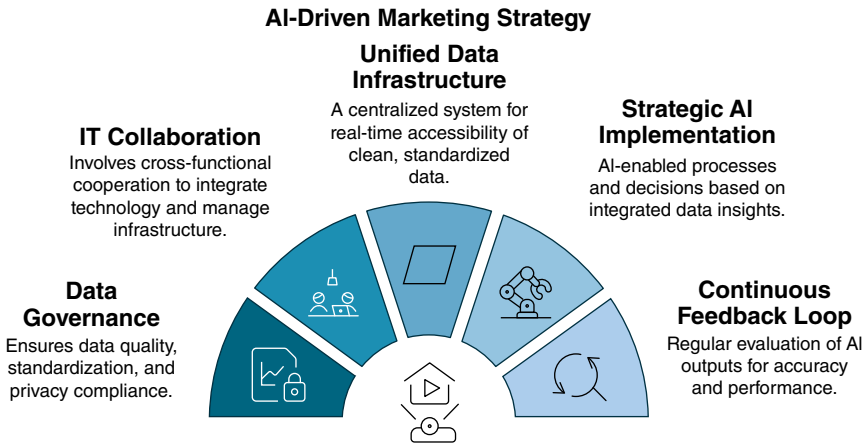 AI-Driven Marketing Strategy
Unified Data
Infrastructure
A centralized system for
real-time accessibility of
clean, standardized
data.
IT Collaboration
Involves cross-functional
cooperation to integrate
technology and manage
infrastructure.
Strategic AI
Implementation
AI-enabled processes
and decisions based on
integrated data insights.
Data
Governance
Ensures data quality,
standardization, and
privacy compliance.
Continuous
Feedback Loop
Regular evaluation of AI
outputs for accuracy
and performance.